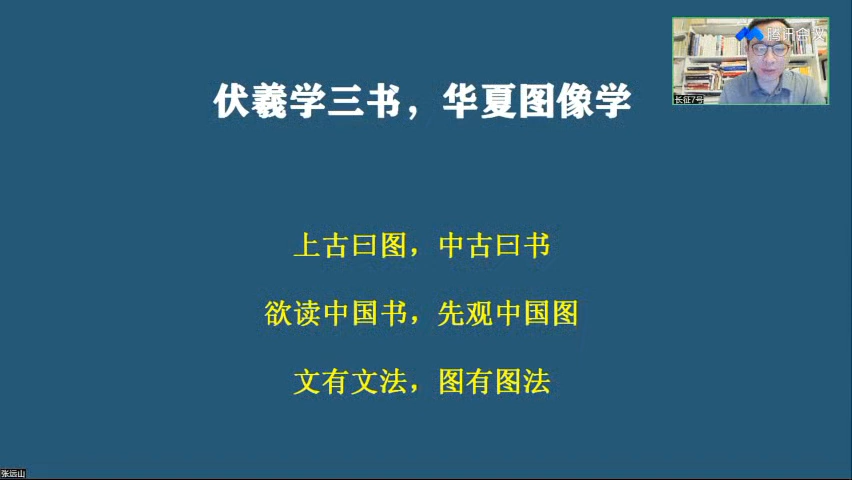 伏羲学三书，华夏图像学
腾讯会议
长征7号
上古曰图，中古曰书
欲读中国书，先观中国图
文有文法，图有图法
张远山